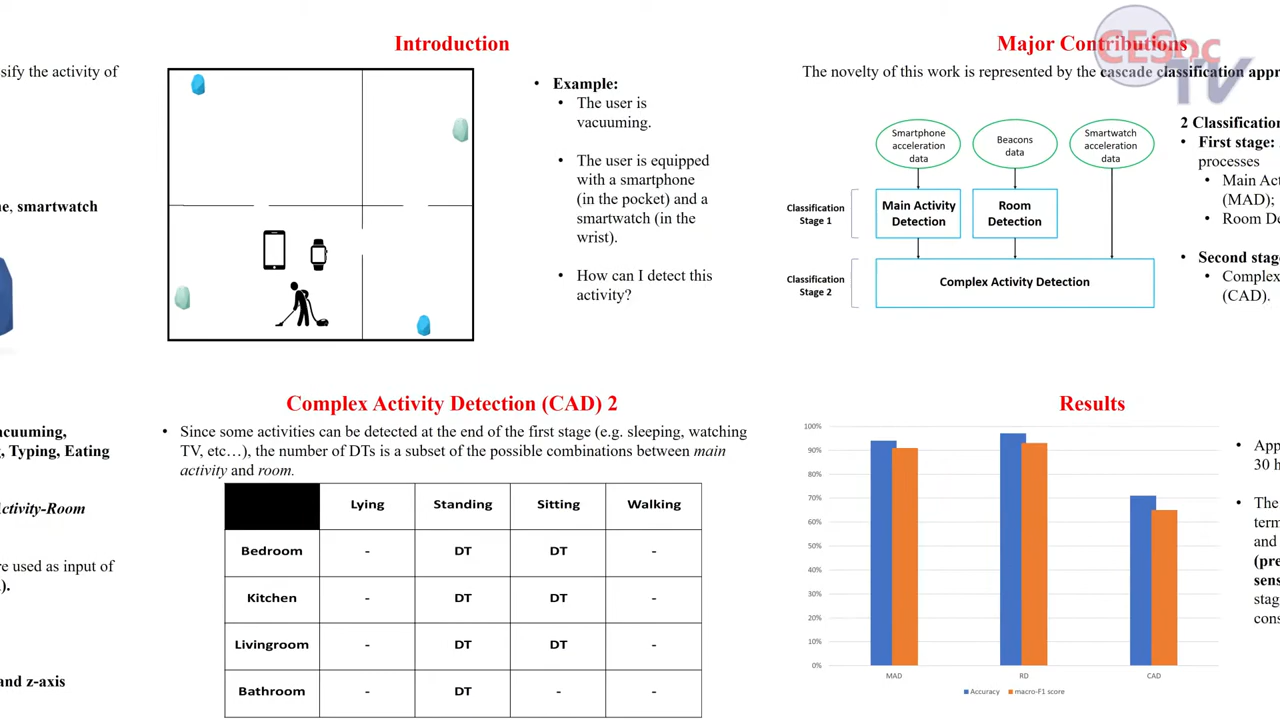 CESpc
TV
sify the activity of
e, smartwatch
Introduction
• Example:
• The user is
vacuuming.
• The user is equipped
with a smartphone
(in the pocket) and a
smartwatch (in the
wrist).
• How can I detect this
activity?
Major Contributions
The novelty of this work is represented by the cascade classification appr
Smartphone
acceleration
data
Beacons
data
Smartwatch
acceleration
data
Classification
Stage 1
Main Activity
Detection
Room
Detection
Classification
Stage 2
Complex Activity Detection
2 Classification
• First stage:
processes
• Main Act
(MAD);
• Room De
• Second stage
• Complex
(CAD).
acuuming,
, Typing, Eating
ctivity-Room
re used as input of
).
and z-axis
Complex Activity Detection (CAD) 2
• Since some activities can be detected at the end of the first stage (e.g. sleeping, watching
TV, etc…), the number of DTs is a subset of the possible combinations between main
activity and room.
Lying Standing Sitting Walking
Bedroom - DT DT -
Kitchen - DT DT -
Livingroom - DT DT -
Bathroom - DT - -
Results
100%
90%
80%
70%
60%
50%
40%
30%
20%
10%
0%
MAD RD CAD
Accuracy macro-F1 score
• App
30 h
• The
term
and
(pre
sens
stag
cons